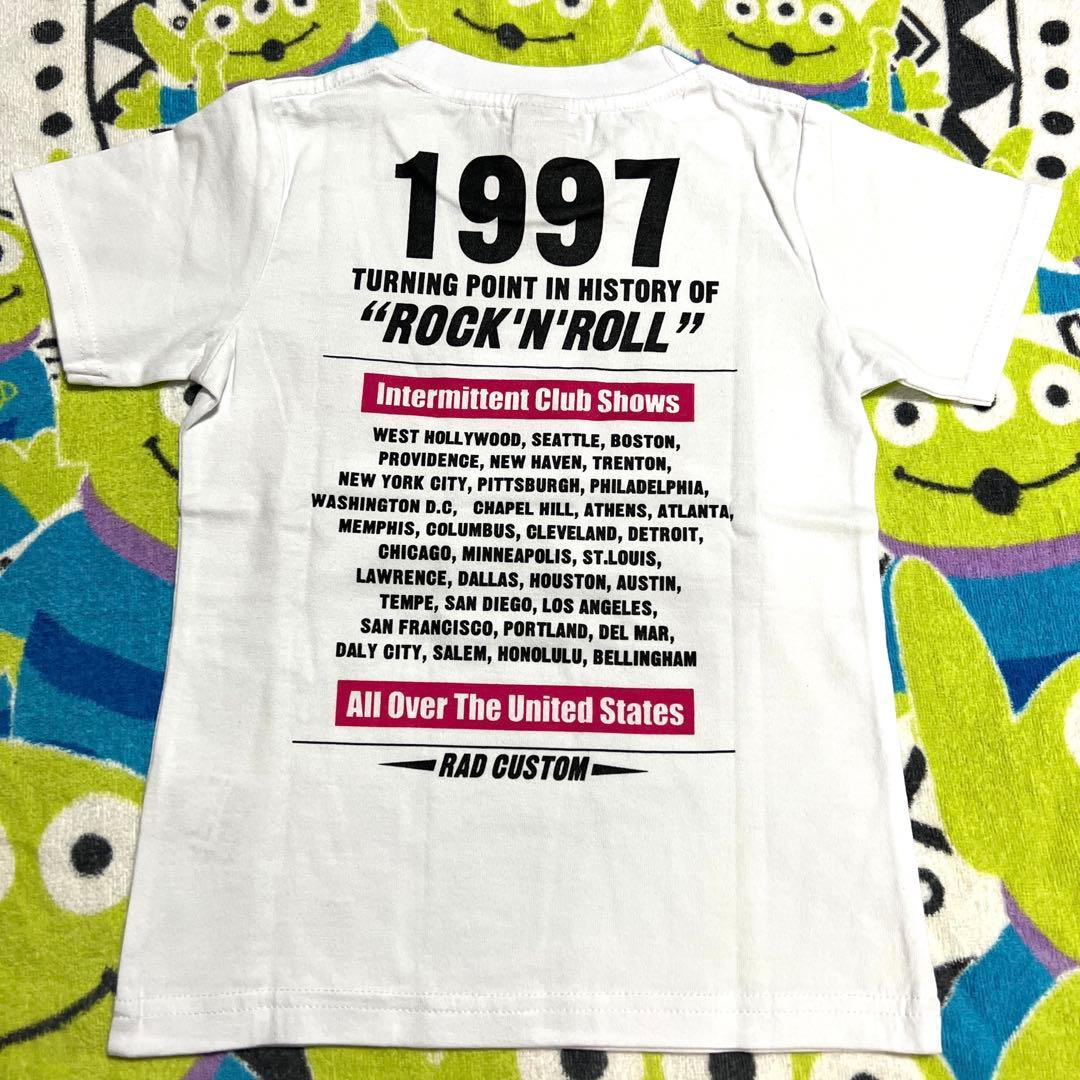 1997
TURNING POINT IN HISTORY OF
“ROCK'N'ROLL”
Intermittent Club Shows
WEST HOLLYWOOD, SEATTLE, BOSTON,
PROVIDENCE, NEW HAVEN, TRENTON,
NEW YORK CITY, PITTSBURGH, PHILADELPHIA,
WASHINGTON D.C, CHAPEL HILL, ATHENS, ATLANTA,
MEMPHIS, COLUMBUS, CLEVELAND, DETROIT,
CHICAGO, MINNEAPOLIS, ST.LOUIS,
LAWRENCE, DALLAS, HOUSTON, AUSTIN,
TEMPE, SAN DIEGO, LOS ANGELES,
SAN FRANCISCO, PORTLAND, DEL MAR,
DALY CITY, SALEM, HONOLULU, BELLINGHAM
All Over The United States
RAD CUSTOM